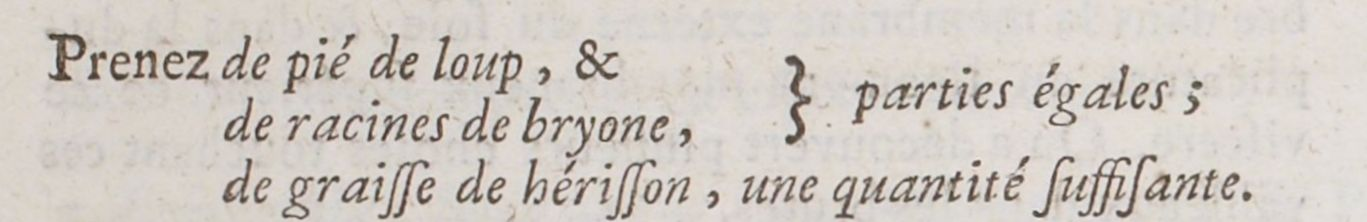 Prenez de pié de loup, &
de racines de bryone, } parties égales ;
de graiſſe de hériſſon, une quantité ſuffiſante.